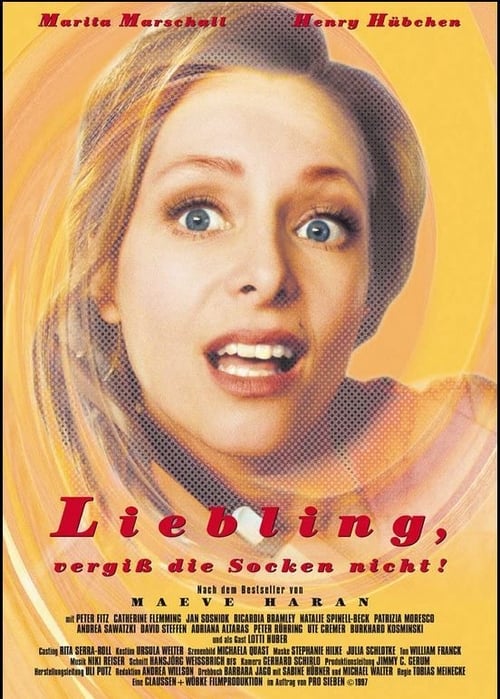 Marita Marschall Henry Hübchen
Liebling,
vergiß die Socken nicht!
Nach dem Bestseller von
MAEVE HARAN
mit PETER FITZ CATHERINE FLEMMING JAN SOSNIOK RICARDIA BRAMLEY NATALIE SPINELL-BECK PATRIZIA MORESCO
ANDREA SAWATZKI DAVID STEFFEN ADRIANA ALTARAS PETER RÜHRING UTE CREMER BURKHARD KOSMINSKI
und als Gast LOTTI HUBER
Casting RITA SERRA-ROLL Kostüm URSULA WELTER Szenenbild MICHAELA QUAST Maske STEPHANIE HILKE JULIA SCHLOTKE Ton WILLIAM FRANCK
Musik NIKI REISER Schnitt HANSJÖRG WEISSBRICH BFS Kamera GERHARD SCHIRLO Produktionsleitung JIMMY C. GERUM
Herstellungsleitung ULI PUTZ Redaktion ANDREA WILLSON Drehbuch BARBARA JAGO mit SABINE HÜBNER und MICHAEL WALTER Regie TOBIAS MEINECKE
Eine CLAUSSEN + WÖBKE FILMPRODUKTION im Auftrag von PRO SIEBEN ©1997